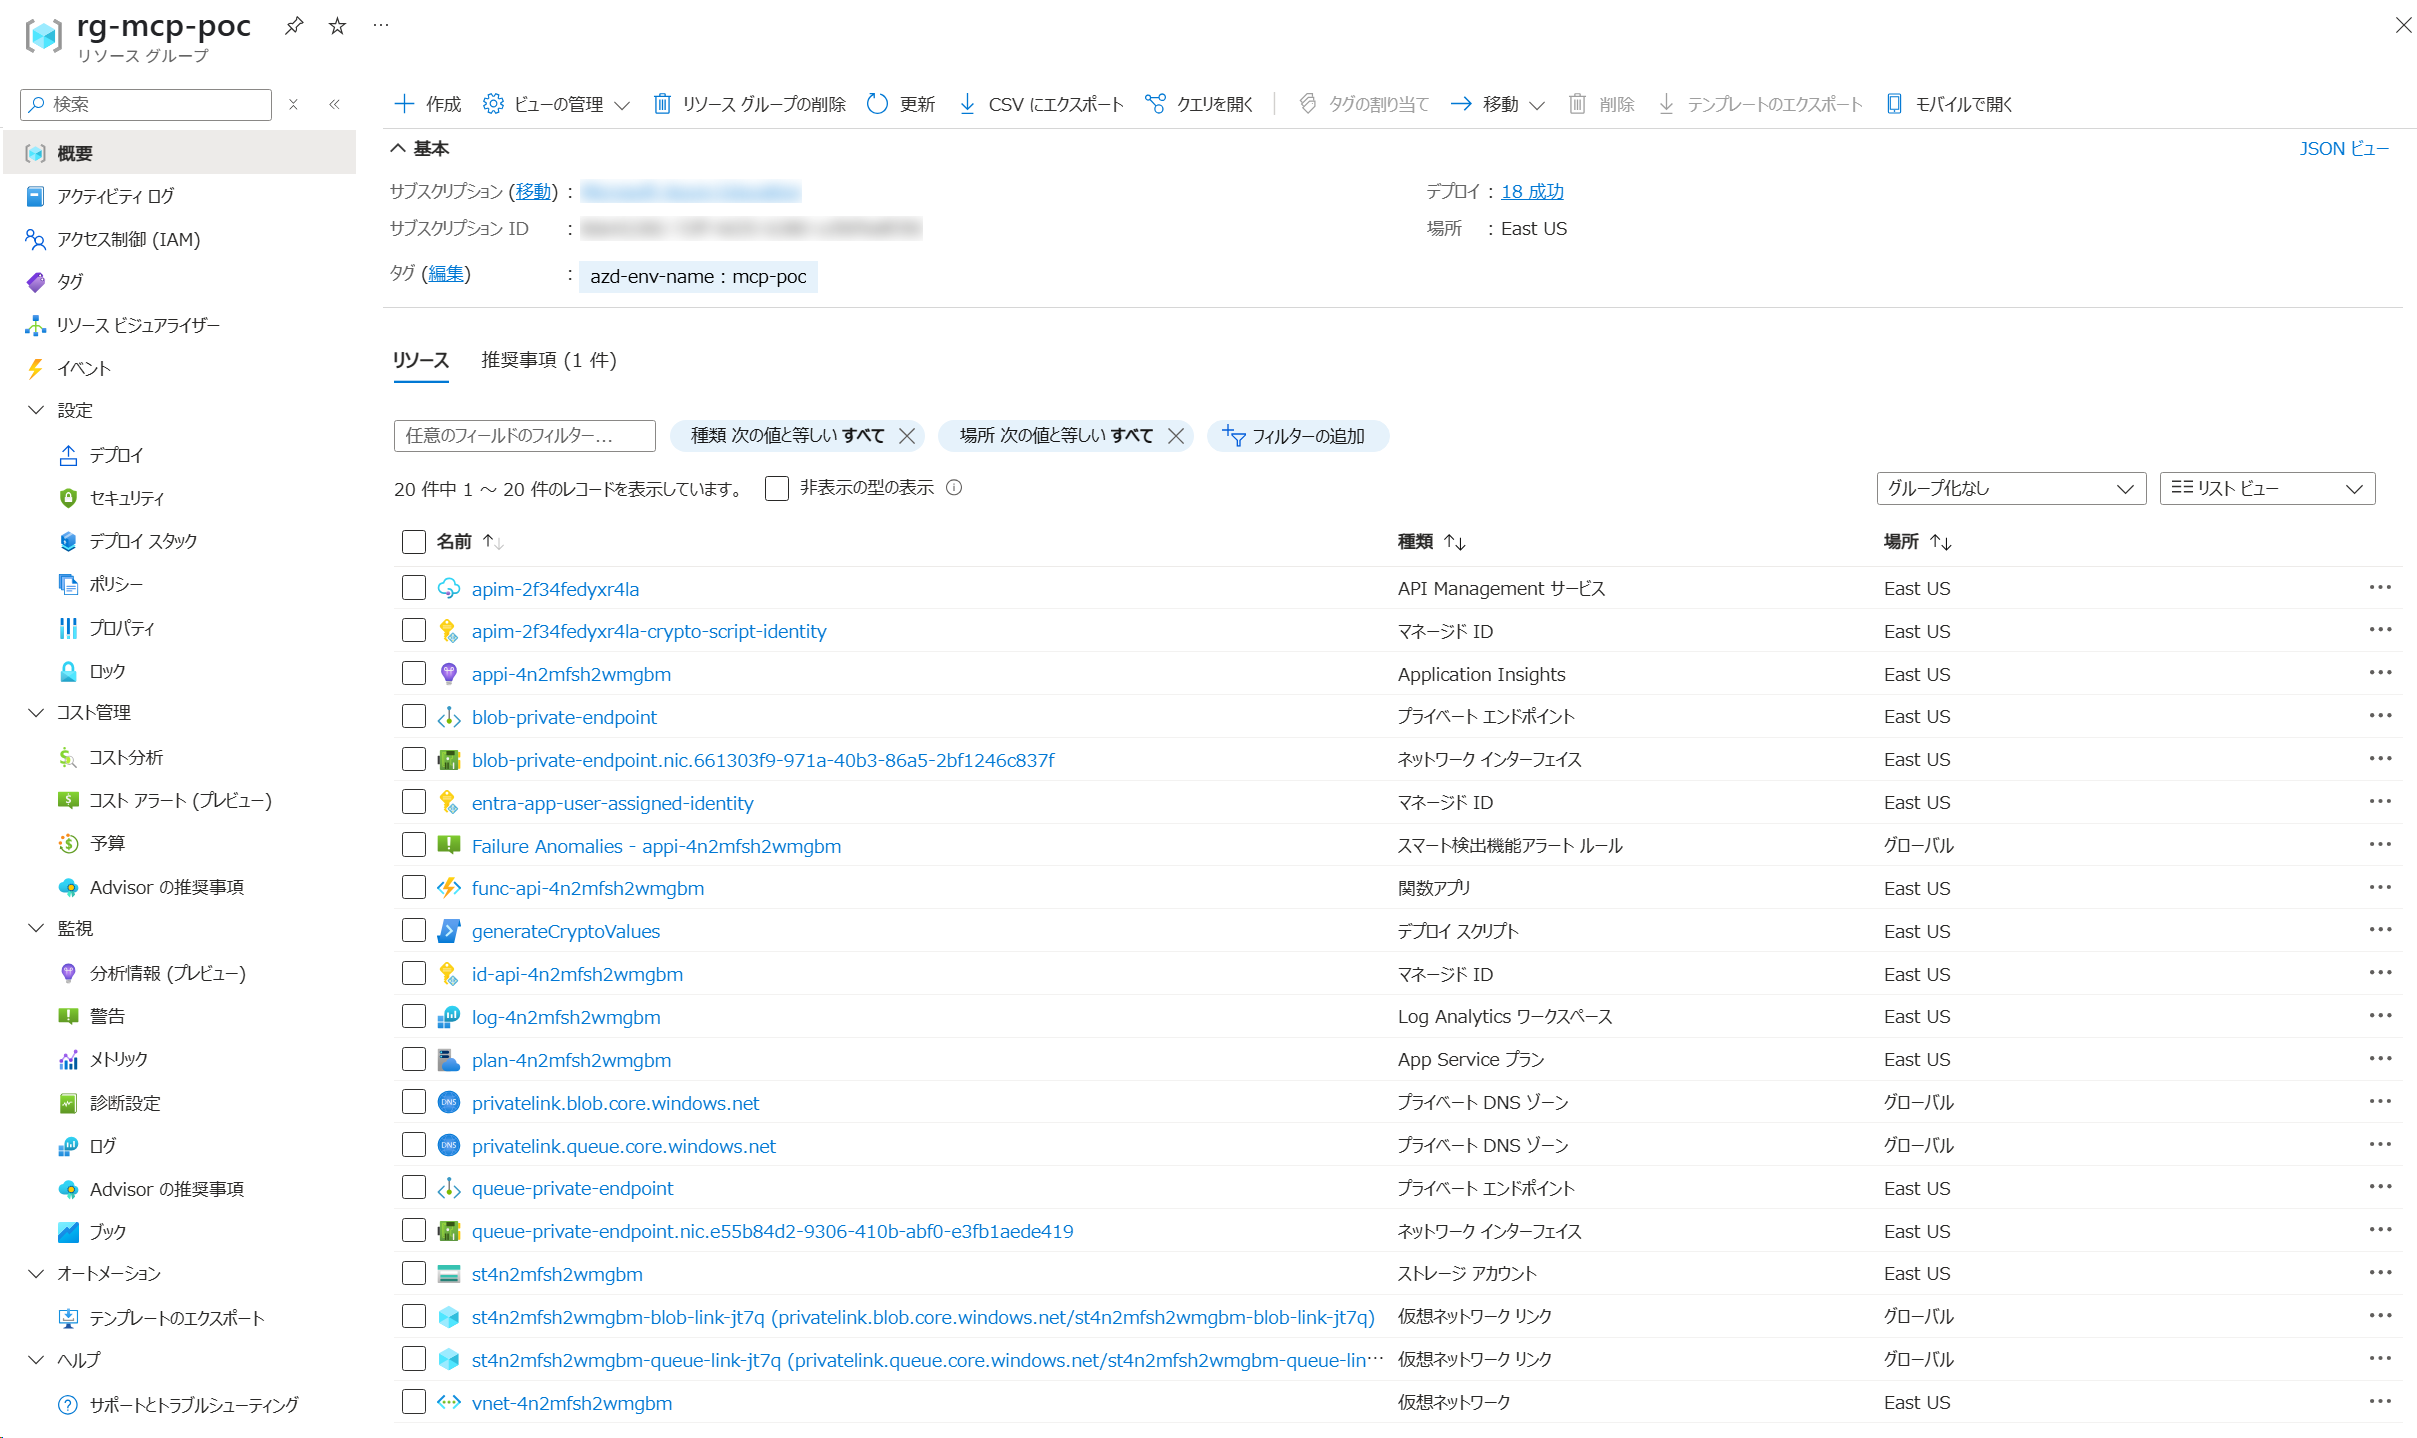 rg-mcp-poc
リソース グループ
検索
概要
アクティビティ ログ
アクセス制御 (IAM)
タグ
リソース ビジュアライザー
イベント
設定
デプロイ
セキュリティ
デプロイ スタック
ポリシー
プロパティ
ロック
コスト管理
コスト分析
コスト アラート (プレビュー)
予算
Advisor の推奨事項
監視
分析情報 (プレビュー)
警告
メトリック
診断設定
ログ
Advisor の推奨事項
ブック
オートメーション
テンプレートのエクスポート
ヘルプ
サポートとトラブルシューティング
作成 ビューの管理 リソース グループの削除 更新 CSV にエクスポート クエリを開く タグの割り当て 移動 削除 テンプレートのエクスポート モバイルで開く
基本 JSON ビュー
サブスクリプション (移動) : デプロイ : 18 成功
サブスクリプション ID : 場所 : East US
タグ (編集) : azd-env-name : mcp-poc
リソース 推奨事項 (1 件)
任意のフィールドのフィルター... 種類 次の値と等しい すべて 場所 次の値と等しい すべて フィルターの追加
20 件中 1 ～ 20 件のレコードを表示しています。 非表示の型の表示 グループ化なし リスト ビュー
名前 種類 場所
apim-2f34fedyxr4la API Management サービス East US
apim-2f34fedyxr4la-crypto-script-identity マネージド ID East US
appi-4n2mfsh2wmgbm Application Insights East US
blob-private-endpoint プライベート エンドポイント East US
blob-private-endpoint.nic.661303f9-971a-40b3-86a5-2bf1246c837f ネットワーク インターフェイス East US
entra-app-user-assigned-identity マネージド ID East US
Failure Anomalies - appi-4n2mfsh2wmgbm スマート検出機能アラート ルール グローバル
func-api-4n2mfsh2wmgbm 関数アプリ East US
generateCryptoValues デプロイ スクリプト East US
id-api-4n2mfsh2wmgbm マネージド ID East US
log-4n2mfsh2wmgbm Log Analytics ワークスペース East US
plan-4n2mfsh2wmgbm App Service プラン East US
privatelink.blob.core.windows.net プライベート DNS ゾーン グローバル
privatelink.queue.core.windows.net プライベート DNS ゾーン グローバル
queue-private-endpoint プライベート エンドポイント East US
queue-private-endpoint.nic.e55b84d2-9306-410b-abf0-e3fb1aede419 ネットワーク インターフェイス East US
st4n2mfsh2wmgbm ストレージ アカウント East US
st4n2mfsh2wmgbm-blob-link-jt7q (privatelink.blob.core.windows.net/st4n2mfsh2wmgbm-blob-link-jt7q) 仮想ネットワーク リンク グローバル
st4n2mfsh2wmgbm-queue-link-jt7q (privatelink.queue.core.windows.net/st4n2mfsh2wmgbm-queue-lin… 仮想ネットワーク リンク グローバル
vnet-4n2mfsh2wmgbm 仮想ネットワーク East US